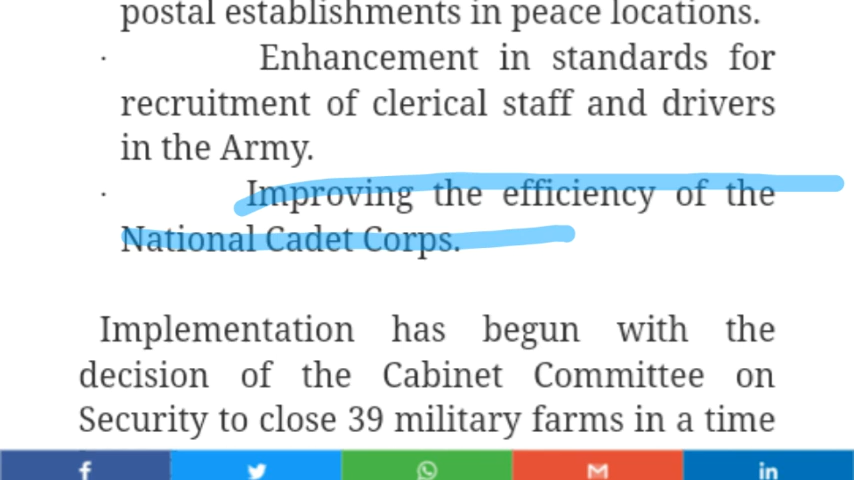 postal establishments in peace locations.
· Enhancement in standards for
recruitment of clerical staff and drivers
in the Army.
· Improving the efficiency of the
National Cadet Corps.
Implementation has begun with the
decision of the Cabinet Committee on
Security to close 39 military farms in a time